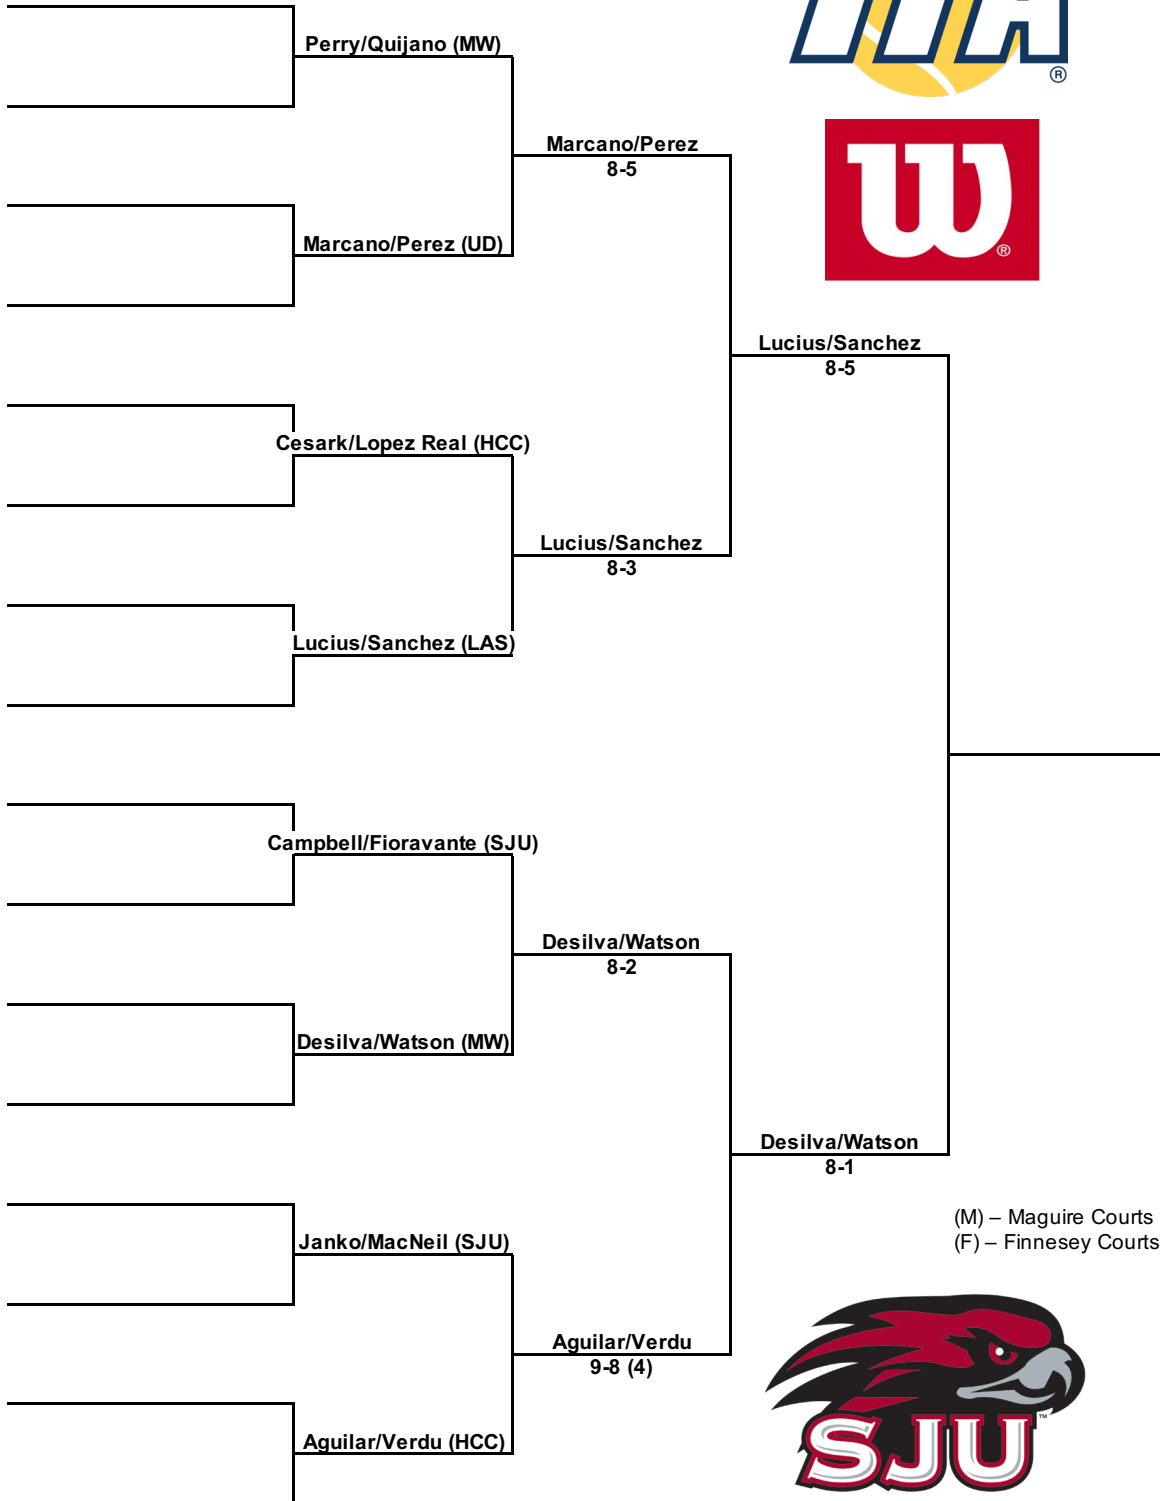 ITA
®
Perry/Quijano (MW)
Marcano/Perez
8-5
W
®
Marcano/Perez (UD)
Lucius/Sanchez
8-5
Cesark/Lopez Real (HCC)
Lucius/Sanchez
8-3
Lucius/Sanchez (LAS)
Campbell/Fioravante (SJU)
Desilva/Watson
8-2
Desilva/Watson (MW)
Desilva/Watson
8-1
(M) – Maguire Courts
(F) – Finnesey Courts
Janko/MacNeil (SJU)
Aguilar/Verdu
9-8 (4)
Aguilar/Verdu (HCC)
SJU
™